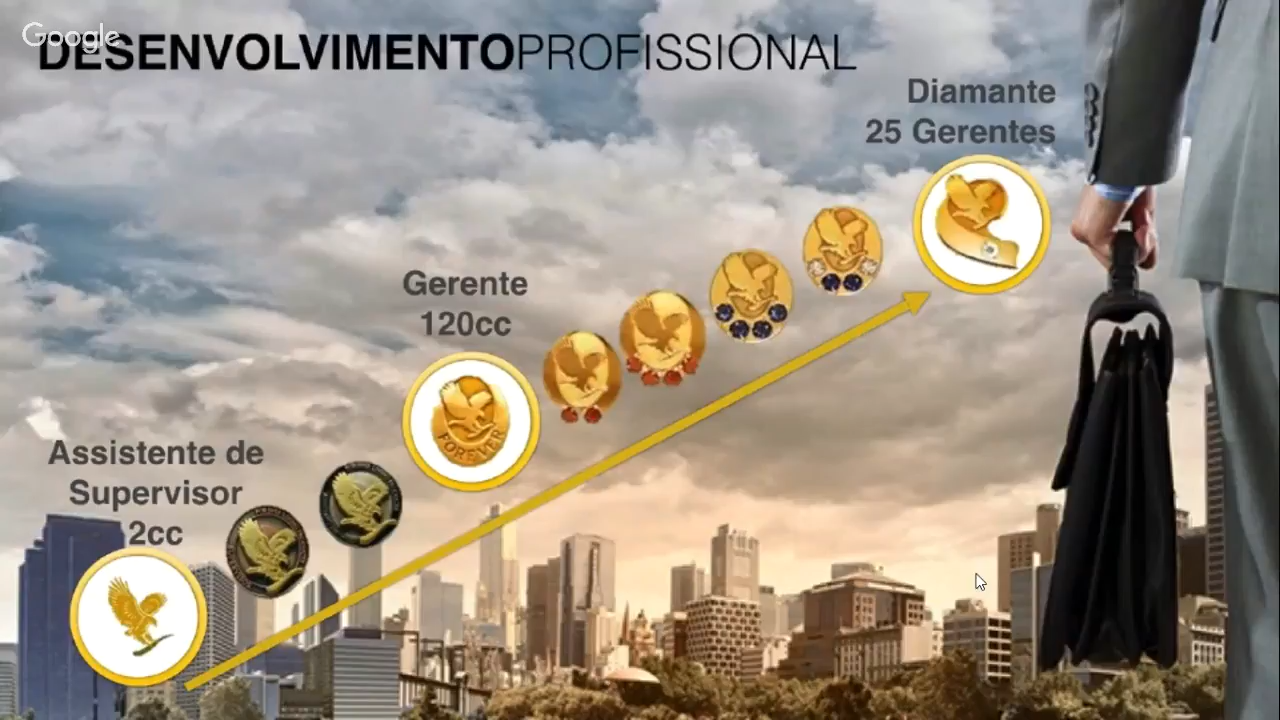 Google
DESENVOLVIMENTOPROFISSIONAL
Diamante
25 Gerentes
Gerente
120cc
FOREVER
Assistente de
Supervisor
2cc